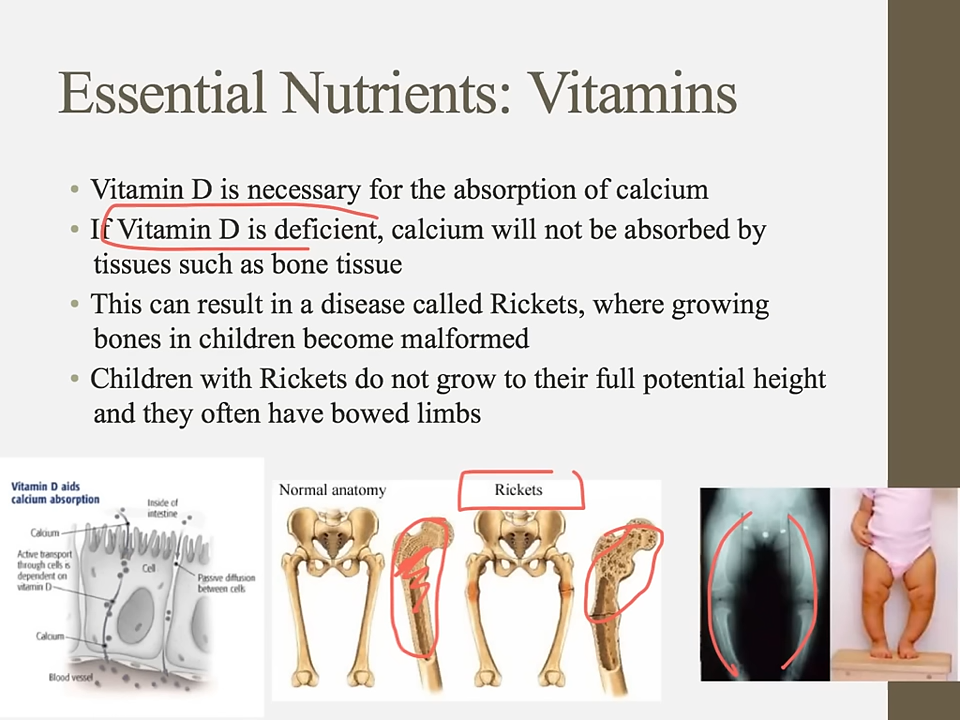 Essential Nutrients: Vitamins
• Vitamin D is necessary for the absorption of calcium
• If Vitamin D is deficient, calcium will not be absorbed by
tissues such as bone tissue
• This can result in a disease called Rickets, where growing
bones in children become malformed
• Children with Rickets do not grow to their full potential height
and they often have bowed limbs
Vitamin D aids
calcium absorption
Inside of
intestine
Calcium
Active transport
through cells is
dependent on
vitamin D
Cell
Passive diffusion
between cells
Calcium
Blood vessel
Normal anatomy
Rickets